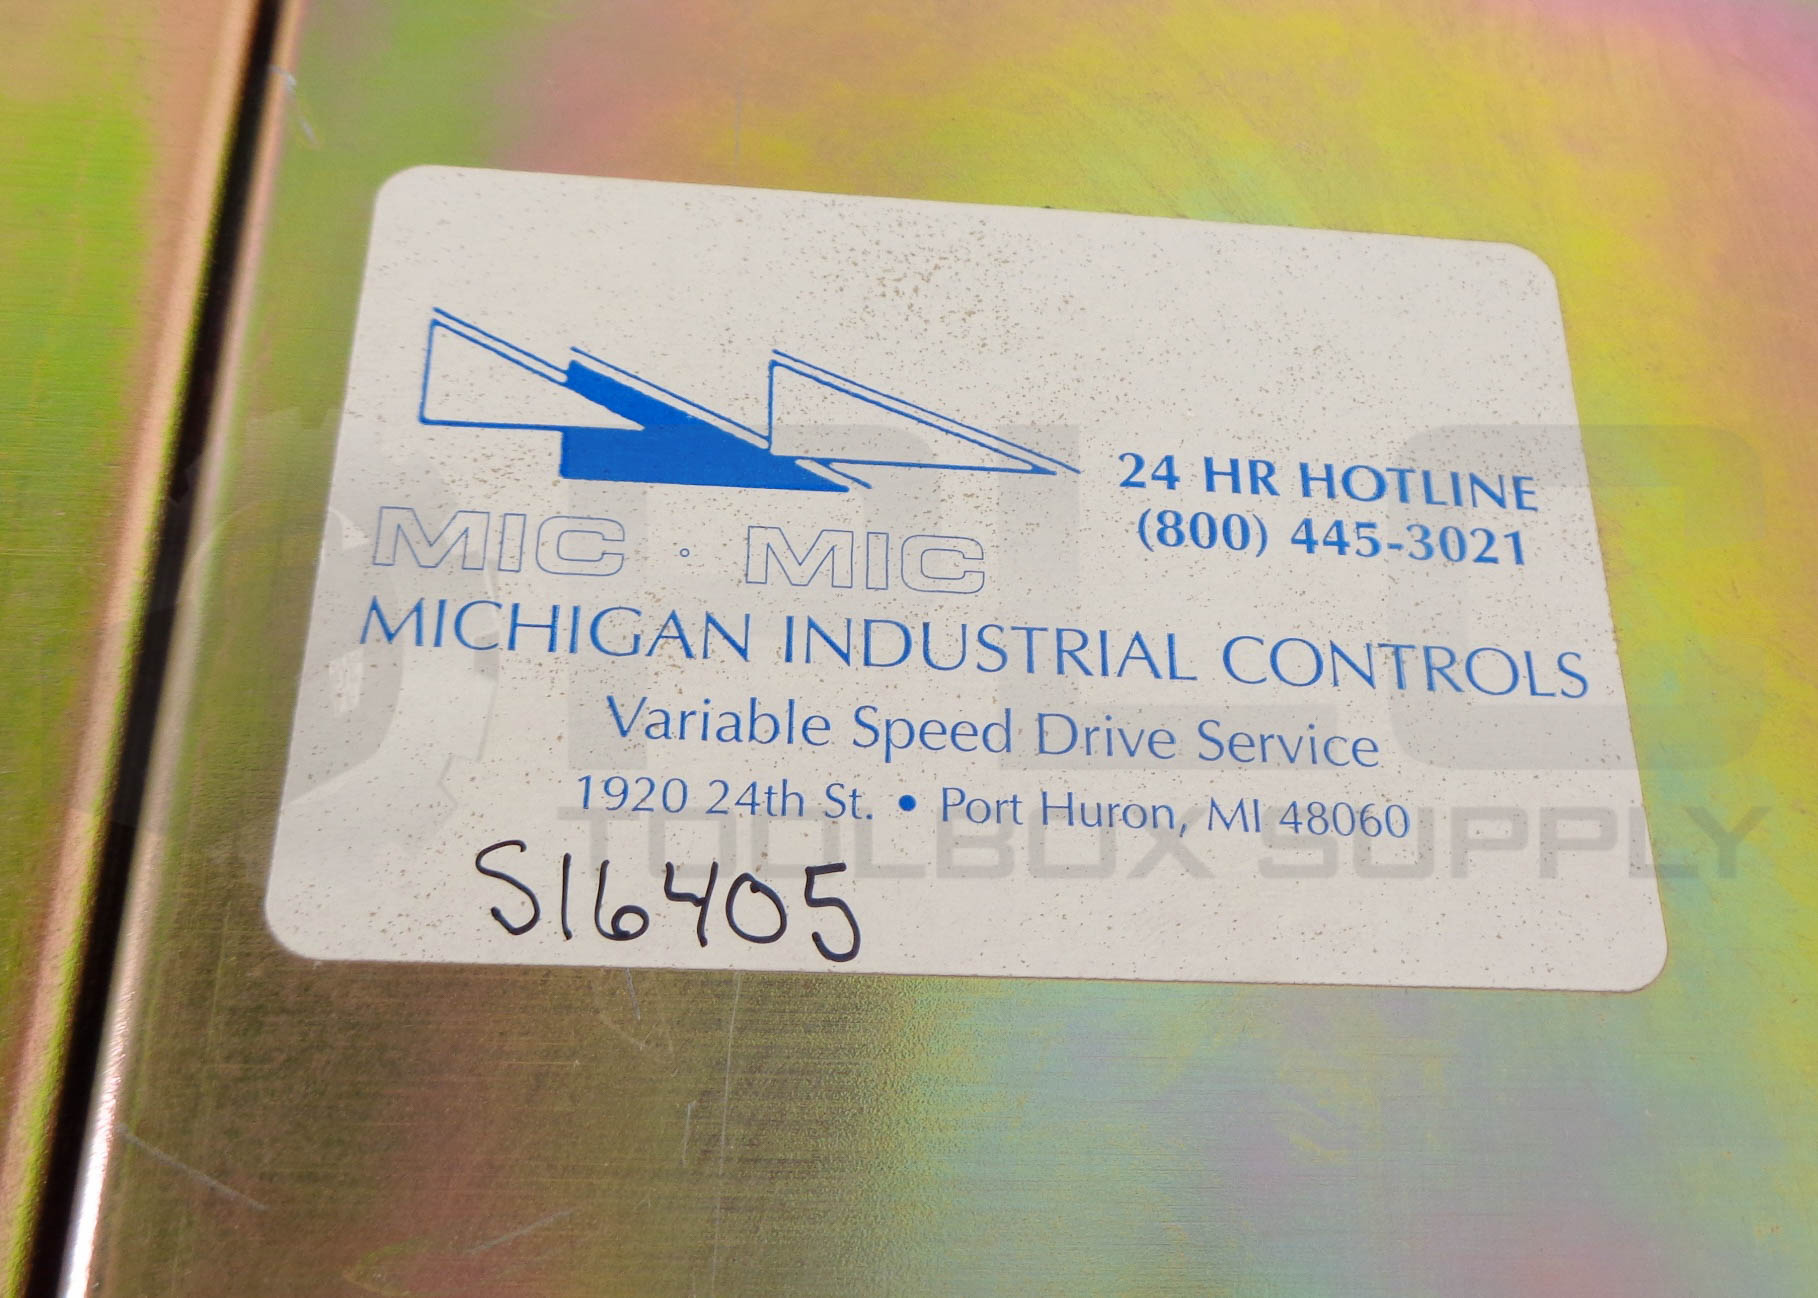 24 HR HOTLINE
(800) 445-3021
MIC · MIC
MICHIGAN INDUSTRIAL CONTROLS
Variable Speed Drive Service
1920 24th St. • Port Huron, MI 48060
S16405
PLC
TOOLBOX SUPPLY